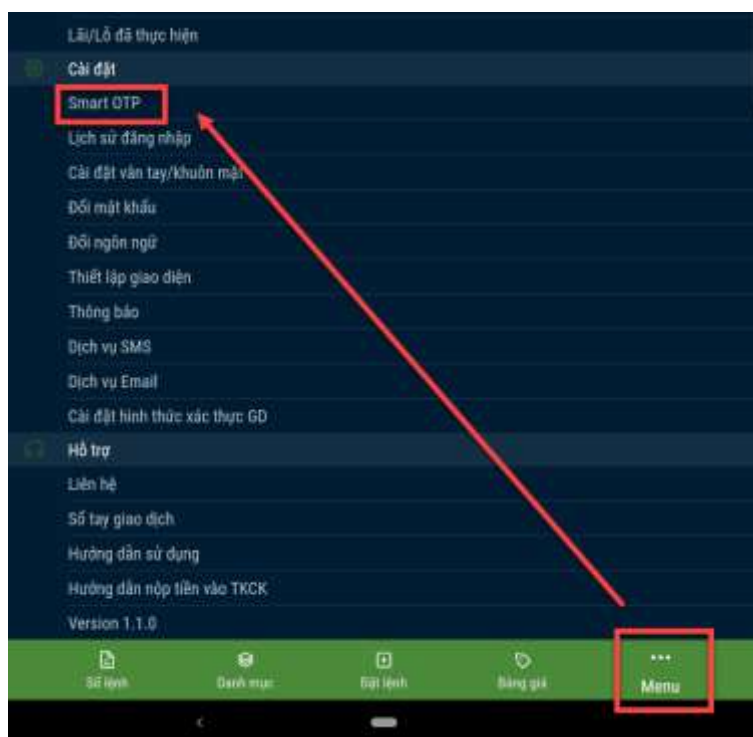 Lãi/Lỗ đã thực hiện
Cài đặt
Smart OTP
Lịch sử đăng nhập
Cài đặt vân tay/khuôn mặt
Đổi mật khẩu
Đổi ngôn ngữ
Thiết lập giao diện
Thông báo
Dịch vụ SMS
Dịch vụ Email
Cài đặt hình thức xác thực GD
Hỗ trợ
Liên hệ
Sổ tay giao dịch
Hướng dẫn sử dụng
Hướng dẫn nộp tiền vào TKCK
Version 1.1.0
Sổ lệnh Danh mục Đặt lệnh Bảng giá Menu